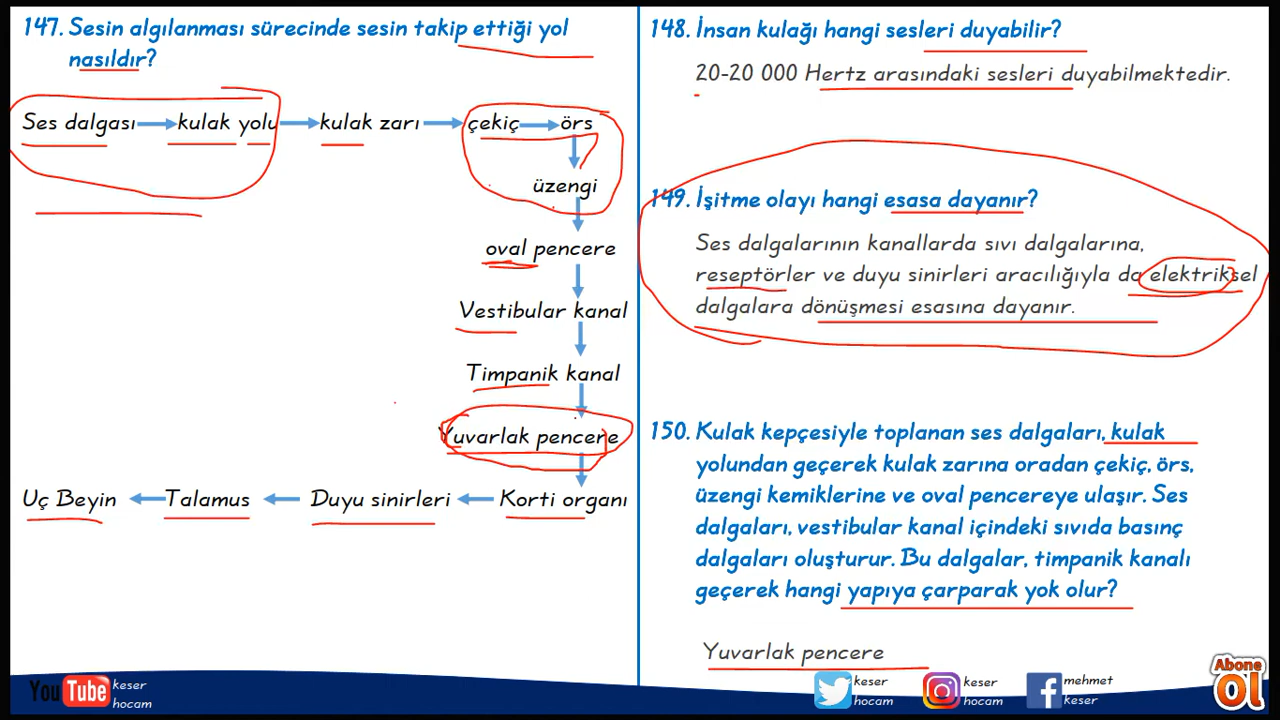 147. Sesin algılanması sürecinde sesin takip ettiği yol
nasıldır?
Ses dalgası kulak yolu kulak zarı çekiç örs
üzengi
oval pencere
Vestibular kanal
Timpanik kanal
Yuvarlak pencere
Uç Beyin Talamus Duyu sinirleri Korti organı
148. İnsan kulağı hangi sesleri duyabilir?
20-20 000 Hertz arasındaki sesleri duyabilmektedir.
149. İşitme olayı hangi esasa dayanır?
Ses dalgalarının kanallarda sıvı dalgalarına,
reseptörler ve duyu sinirleri aracılığıyla da elektriksel
dalgalara dönüşmesi esasına dayanır.
150. Kulak kepçesiyle toplanan ses dalgaları, kulak
yolundan geçerek kulak zarına oradan çekiç, örs,
üzengi kemiklerine ve oval pencereye ulaşır. Ses
dalgaları, vestibular kanal içindeki sıvıda basınç
dalgaları oluşturur. Bu dalgalar, timpanik kanalı
geçerek hangi yapıya çarparak yok olur?
Yuvarlak pencere
YouTube keser
hocam
keser
hocam
keser
hocam
mehmet
keser
Abone
OL